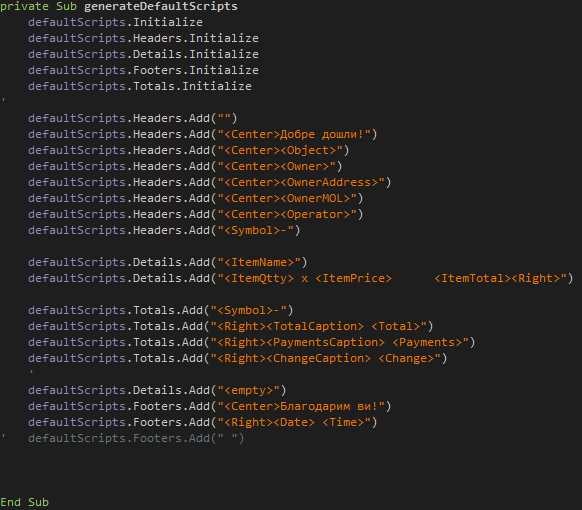 private Sub generateDefaultScripts
    defaultScripts.Initialize
    defaultScripts.Headers.Initialize
    defaultScripts.Details.Initialize
    defaultScripts.Footers.Initialize
    defaultScripts.Totals.Initialize
'
    defaultScripts.Headers.Add("")
    defaultScripts.Headers.Add("<Center>Добре дошли!")
    defaultScripts.Headers.Add("<Center><Object>")
    defaultScripts.Headers.Add("<Center><Owner>")
    defaultScripts.Headers.Add("<Center><OwnerAddress>")
    defaultScripts.Headers.Add("<Center><OwnerMOL>")
    defaultScripts.Headers.Add("<Center><Operator>")
    defaultScripts.Headers.Add("<Symbol>-")

    defaultScripts.Details.Add("<ItemName>")
    defaultScripts.Details.Add("<ItemQtty> x <ItemPrice>      <ItemTotal><Right>")

    defaultScripts.Totals.Add("<Symbol>-")
    defaultScripts.Totals.Add("<Right><TotalCaption> <Total>")
    defaultScripts.Totals.Add("<Right><PaymentsCaption> <Payments>")
    defaultScripts.Totals.Add("<Right><ChangeCaption> <Change>")
    '
    defaultScripts.Details.Add("<empty>")
    defaultScripts.Footers.Add("<Center>Благодарим ви!")
    defaultScripts.Footers.Add("<Right><Date> <Time>")
'   defaultScripts.Footers.Add(" ")

End Sub